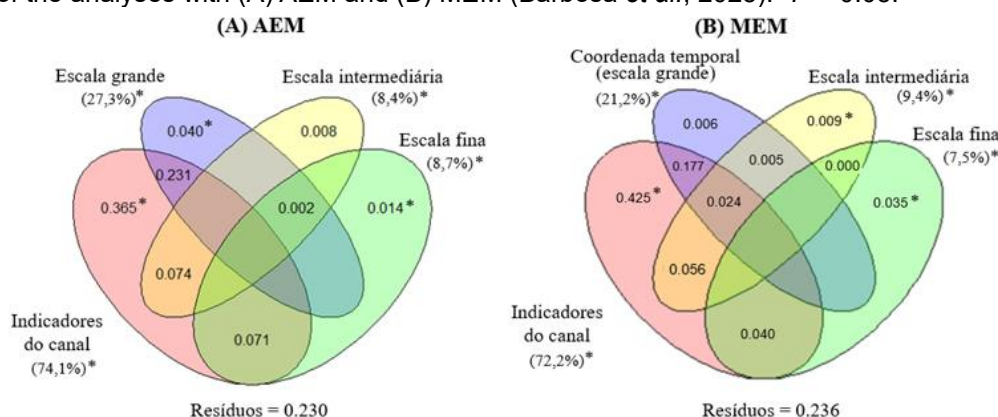 of the analyses with (A) AEM and (B) MEM (Barbosa et al., 2023). *P < 0.05.
(A) AEM
Escala grande
(27,3%)*
Escala intermediária
(8,4%)*
Escala fina
(8,7%)*
0.040*
0.008
0.231
0.365*
0.002
0.014*
0.074
0.071
Indicadores
do canal
(74,1%)*
Resíduos = 0.230
(B) MEM
Coordenada temporal
(escala grande)
(21,2%)*
Escala intermediária
(9,4%)*
Escala fina
(7,5%)*
0.006
0.009*
0.177
0.005
0.000
0.425*
0.024
0.035*
0.056
0.040
Indicadores
do canal
(72,2%)*
Resíduos = 0.236